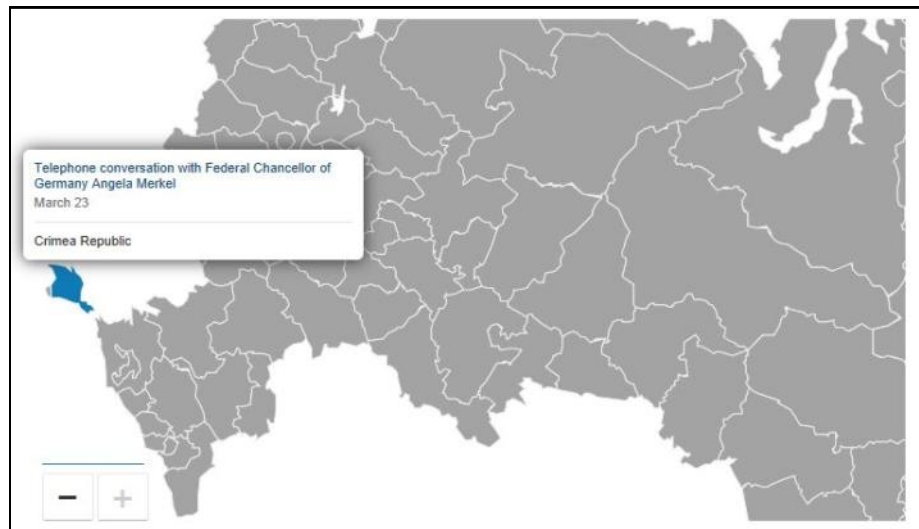 Telephone conversation with Federal Chancellor of
Germany Angela Merkel
March 23
Crimea Republic
− +